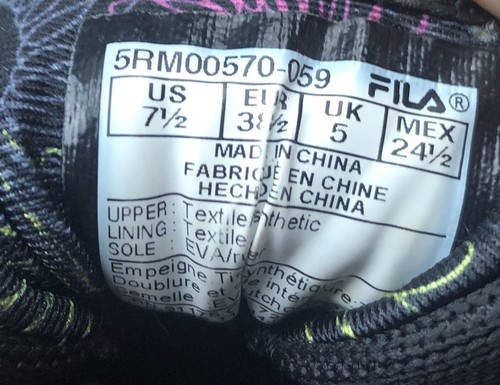 5RM00570-059
FILA®
US EUR UK MEX
7½ 38½ 5 24½
MADE IN CHINA
FABRIQUÉ EN CHINE
HECHO EN CHINA
UPPER: Textile
LINING: Textile
SOLE: EVA/
Empeigne
Doublure
Semelle